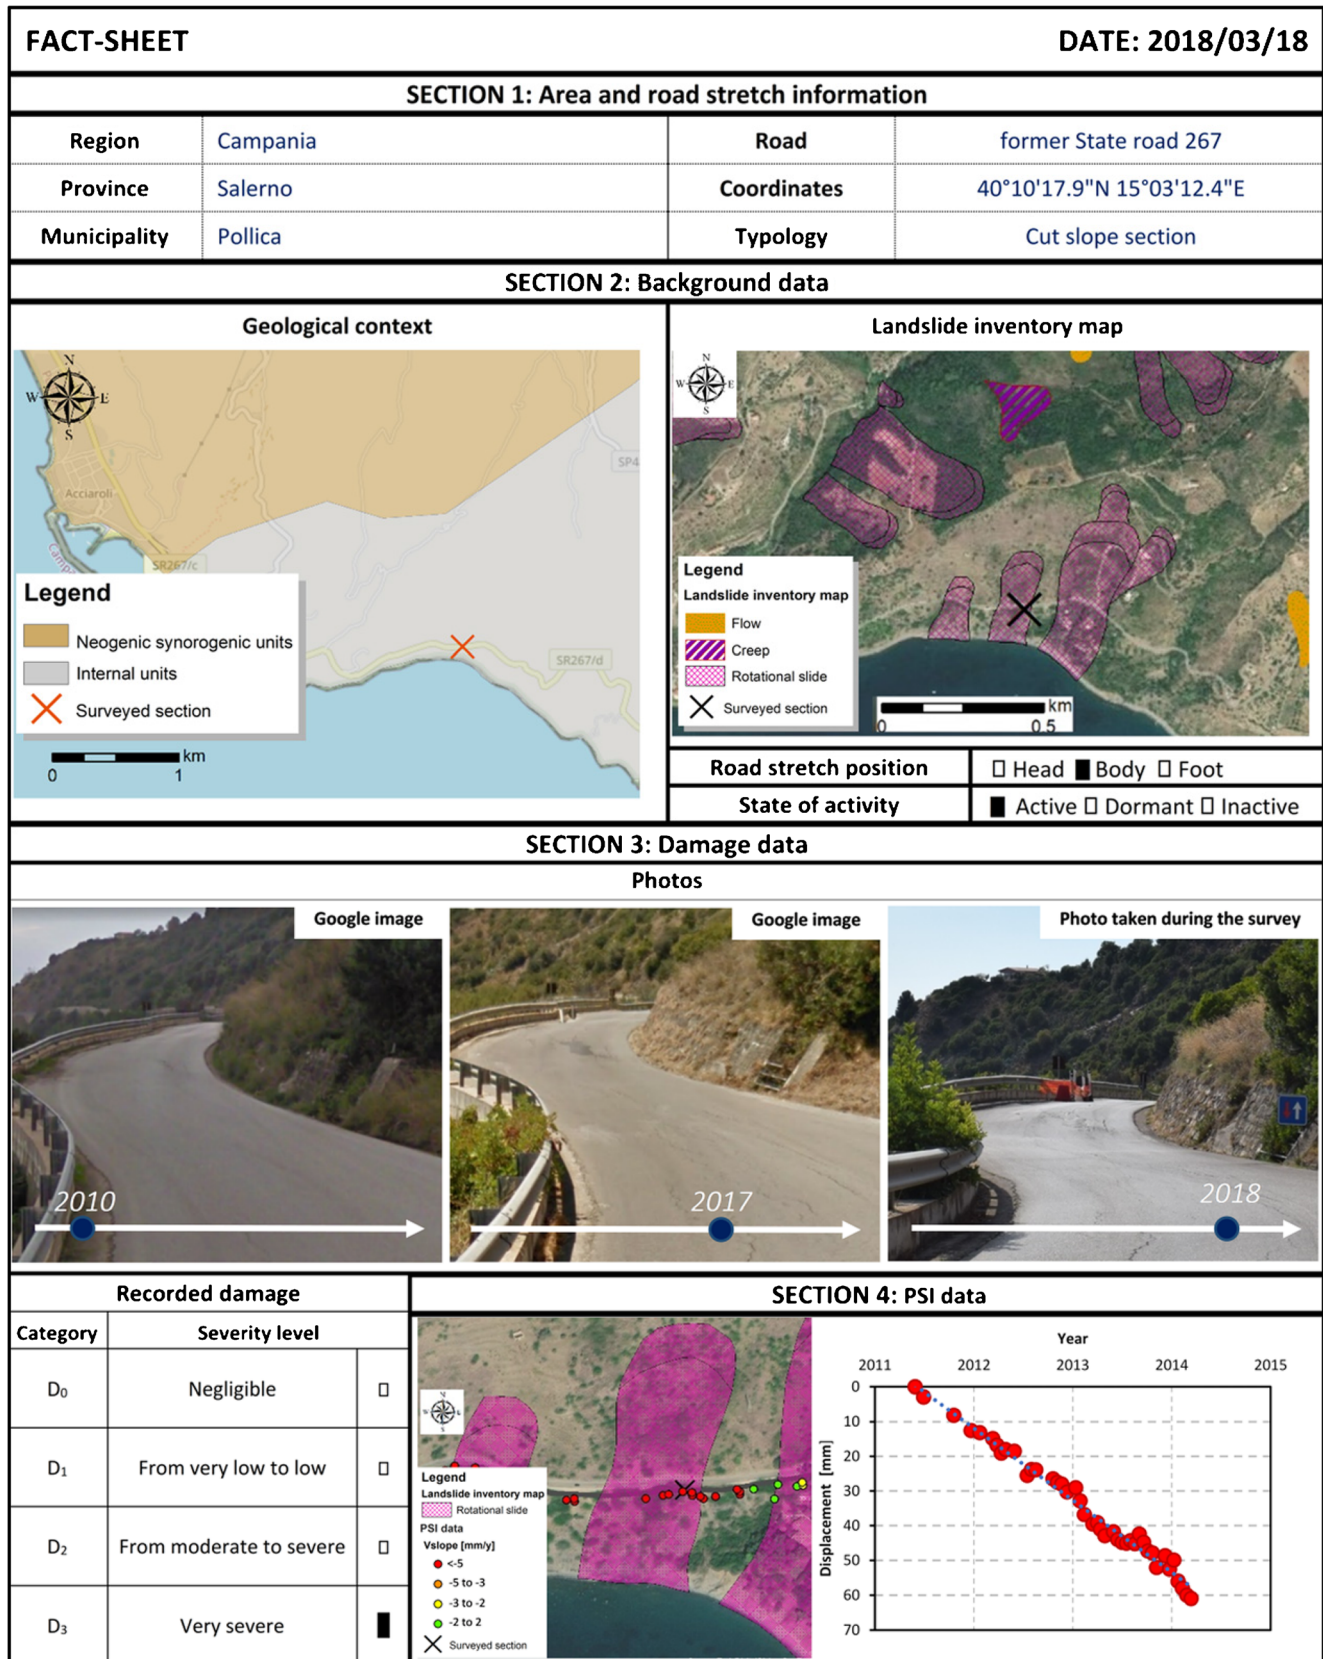 FACT-SHEET DATE: 2018/03/18
SECTION 1: Area and road stretch information
Region Campania Road former State road 267
Province Salerno Coordinates 40°10'17.9"N 15°03'12.4"E
Municipality Pollica Typology Cut slope section
SECTION 2: Background data
Geological context
N
W E
S
Acciaroli
SP4
SR267/c
SR267/d
Legend
Neogenic synorogenic units
Internal units
Surveyed section
km
0 1
Landslide inventory map
N
W E
S
Legend
Landslide inventory map
Flow
Creep
Rotational slide
Surveyed section
km
0 0.5
Road stretch position Head Body Foot
State of activity Active Dormant Inactive
SECTION 3: Damage data
Photos
Google image
2010
Google image
2017
Photo taken during the survey
2018
Recorded damage
Category Severity level
D0 Negligible
D1 From very low to low
D2 From moderate to severe
D3 Very severe
SECTION 4: PSI data
N
W E
S
Legend
Landslide inventory map
Rotational slide
PSI data
Vslope [mm/y]
<-5
-5 to -3
-3 to -2
-2 to 2
Surveyed section
Year
2011 2012 2013 2014 2015
Displacement [mm]
0
10
20
30
40
50
60
70